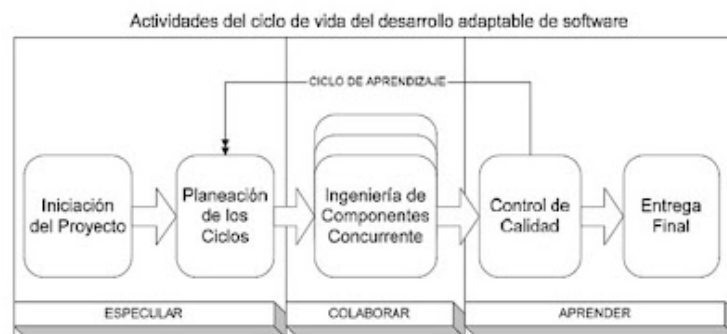 Actividades del ciclo de vida del desarrollo adaptable de software
CICLO DE APRENDIZAJE
Iniciación
del Proyecto
Planeación
de los
Ciclos
Ingeniería de
Componentes
Concurrente
Control de
Calidad
Entrega
Final
ESPECULAR
COLABORAR
APRENDER